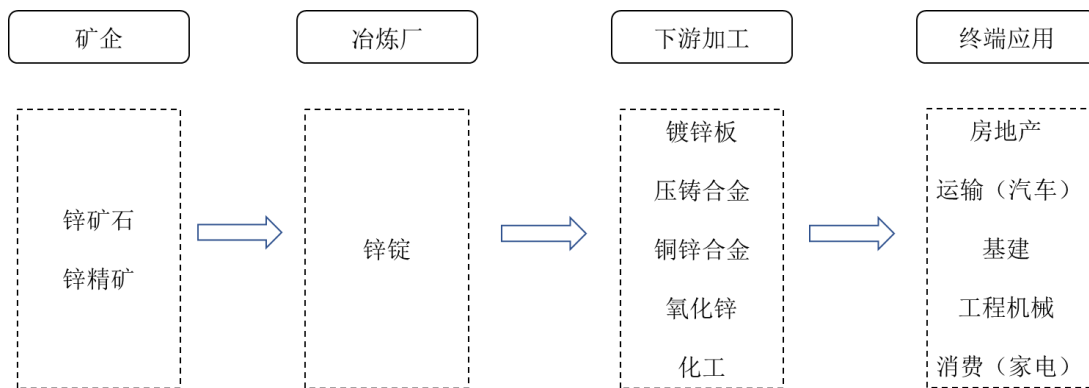 矿企
冶炼厂
下游加工
终端应用
锌矿石
锌精矿
锌锭
镀锌板
压铸合金
铜锌合金
氧化锌
化工
房地产
运输（汽车）
基建
工程机械
消费（家电）